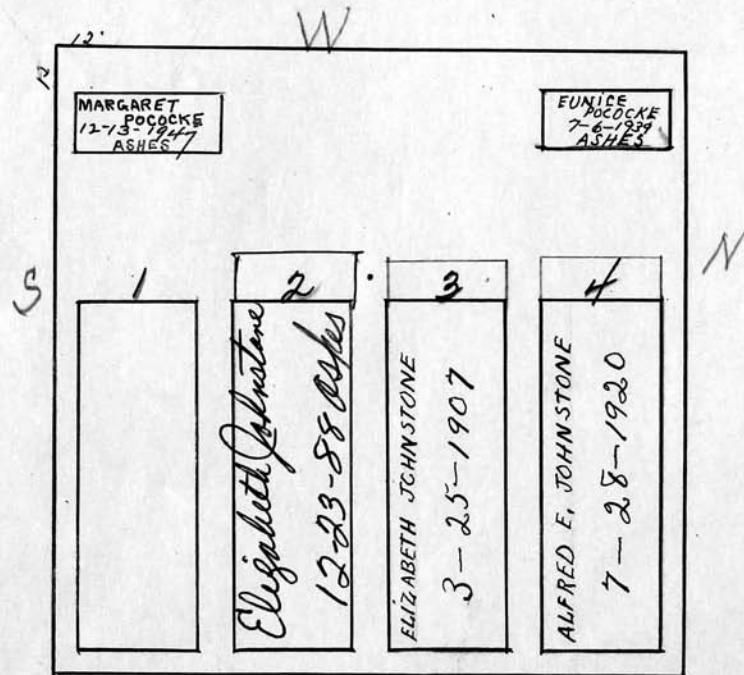 W
12'
12
MARGARET
POCOCKE
12-13-1947
ASHES
EUNICE
POCOCKE
7-6-1939
ASHES
S
N
1
2
3
4
Elizabeth Johnstone
12-23-88 Ashes
ELIZABETH JOHNSTONE
3-25-1907
ALFRED E. JOHNSTONE
7-28-1920